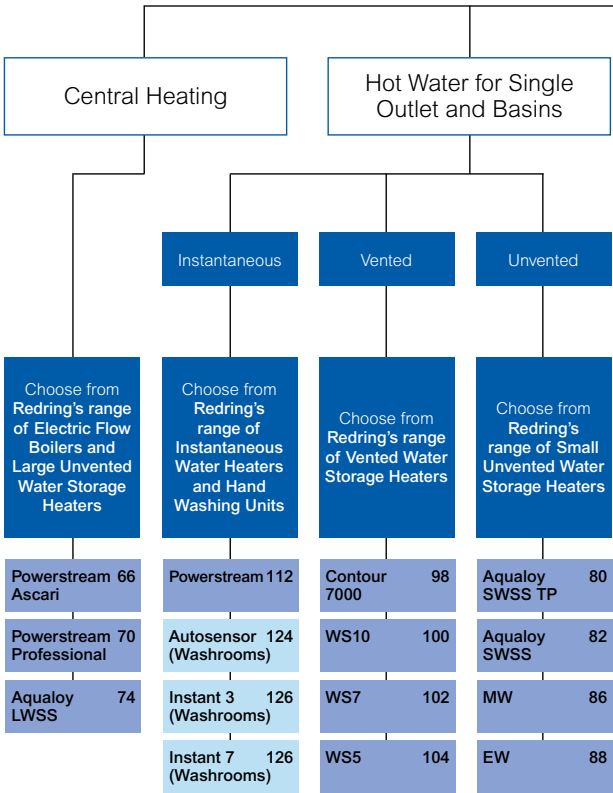 Central Heating
Hot Water for Single
Outlet and Basins
Instantaneous
Vented
Unvented
Choose from
Redring's range
of Electric Flow
Boilers and
Large Unvented
Water Storage
Heaters
Choose from
Redring's
range of
Instantaneous
Water Heaters
and Hand
Washing Units
Choose from
Redring's range
of Vented Water
Storage Heaters
Choose from
Redring's
range of Small
Unvented Water
Storage Heaters
Powerstream 66
Ascari
Powerstream 70
Professional
Aqualoy 74
LWSS
Powerstream 112
Autosensor 124
(Washrooms)
Instant 3 126
(Washrooms)
Instant 7 126
(Washrooms)
Contour 98
7000
WS10 100
WS7 102
WS5 104
Aqualoy 80
SWSS TP
Aqualoy 82
SWSS
MW 86
EW 88